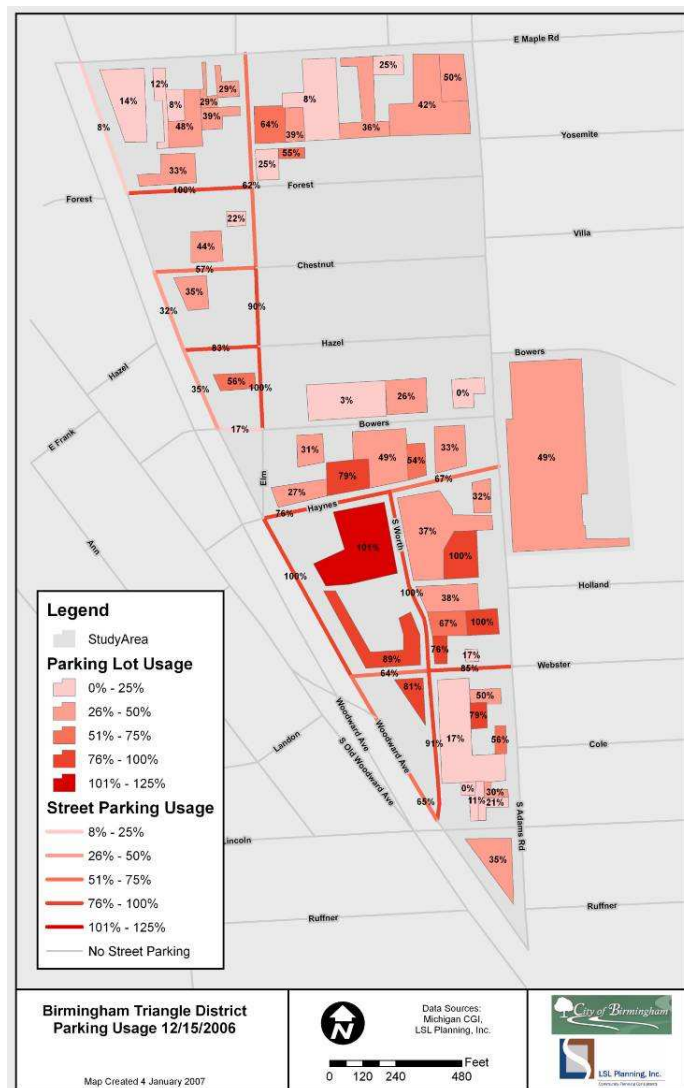 E Maple Rd
25%
50%
12%
29%
14%
8%
8%
29%
42%
39%
48%
64%
39%
36%
8%
Yosemite
55%
33%
25%
100%
62%
Forest
Forest
22%
Villa
44%
57%
Chestnut
35%
32%
90%
83%
Hazel
Bowers
Hazel
56%
35%
100%
3%
26%
0%
17%
Bowers
E Frank
31%
49%
33%
54%
49%
Elm
79%
67%
27%
32%
76%
Haynes
S Worth
37%
Ann
101%
100%
100%
100%
Holland
38%
67%
100%
76%
17%
89%
85%
Webster
64%
81%
50%
Woodward Ave
79%
Landon
S Old Woodward Ave
Woodward Ave
91%
17%
56%
Cole
65%
0%
30%
11%
21%
S Adams Rd
Lincoln
35%
Ruffner
Ruffner
Legend
StudyArea
Parking Lot Usage
0% - 25%
26% - 50%
51% - 75%
76% - 100%
101% - 125%
Street Parking Usage
8% - 25%
26% - 50%
51% - 75%
76% - 100%
101% - 125%
No Street Parking
Birmingham Triangle District
Parking Usage 12/15/2006
Map Created 4 January 2007
N
Data Sources:
Michigan CGI,
LSL Planning, Inc.
Feet
0 120 240 480
City of Birmingham
LSL Planning, Inc.